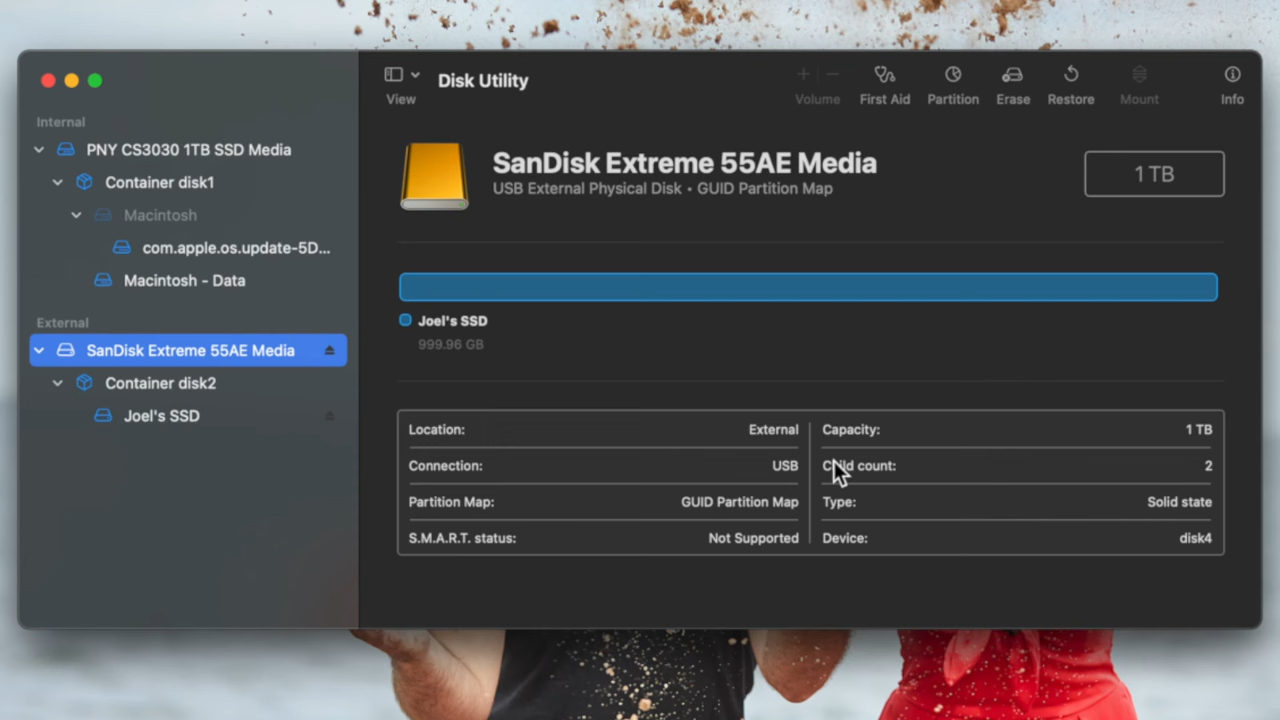 View
Disk Utility
Volume
First Aid
Partition
Erase
Restore
Mount
Info
Internal
PNY CS3030 1TB SSD Media
Container disk1
Macintosh
com.apple.os.update-5D...
Macintosh - Data
External
SanDisk Extreme 55AE Media
Container disk2
Joel's SSD
SanDisk Extreme 55AE Media
USB External Physical Disk • GUID Partition Map
1 TB
Joel's SSD
999.96 GB
Location: External
Connection: USB
Partition Map: GUID Partition Map
S.M.A.R.T. status: Not Supported
Capacity: 1 TB
Child count: 2
Type: Solid state
Device: disk4